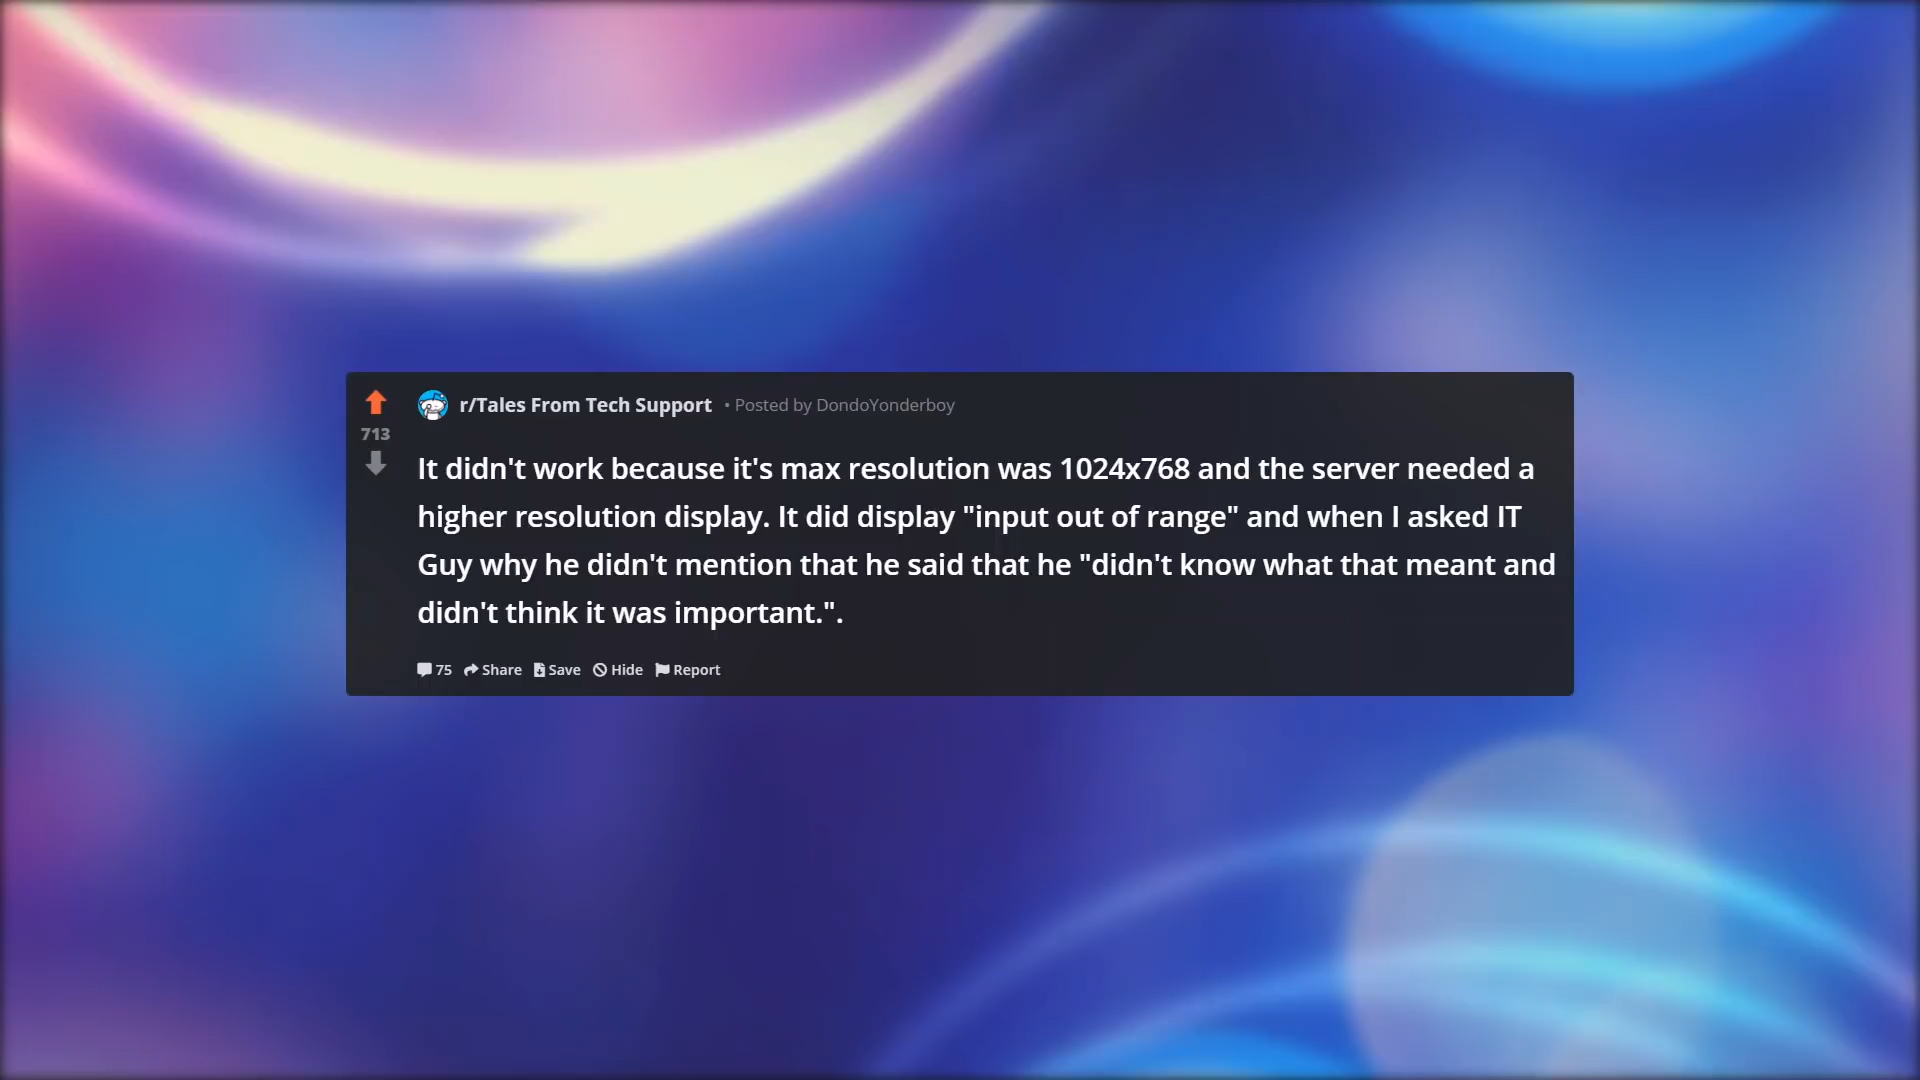 r/Tales From Tech Support • Posted by DondoYonderboy
713
It didn't work because it's max resolution was 1024x768 and the server needed a
higher resolution display. It did display "input out of range" and when I asked IT
Guy why he didn't mention that he said that he "didn't know what that meant and
didn't think it was important.".
75 Share Save Hide Report